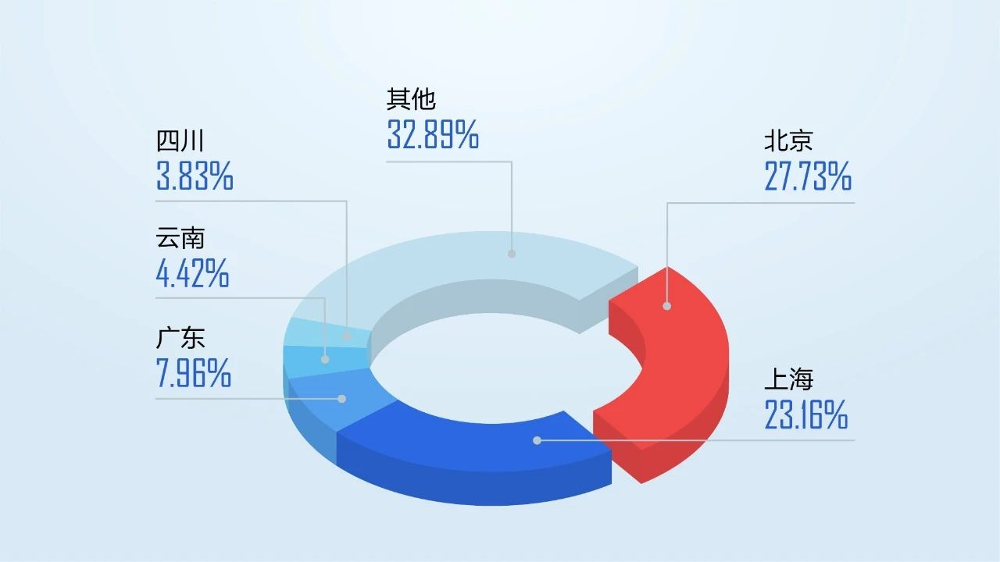 其他
32.89%
四川
3.83%
北京
27.73%
云南
4.42%
广东
7.96%
上海
23.16%